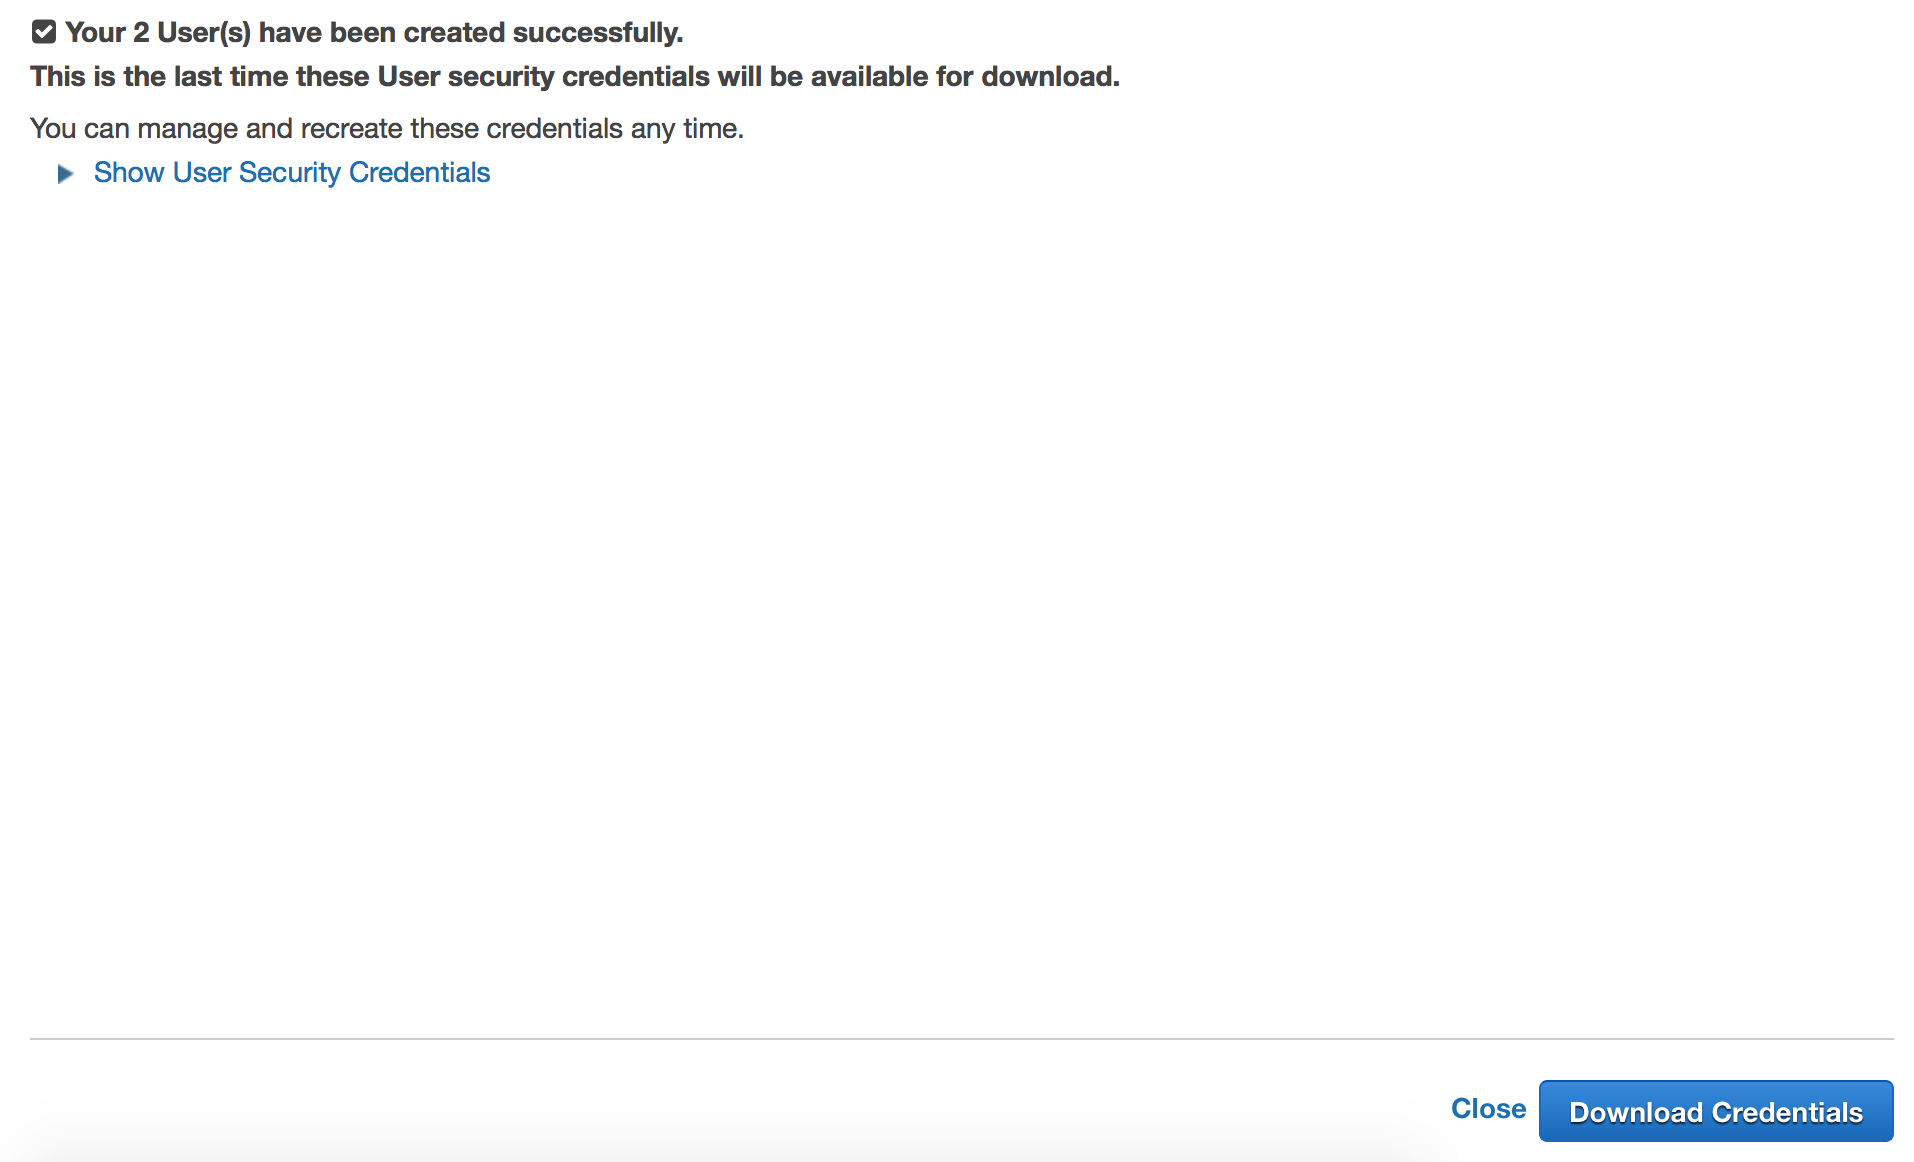 Your 2 User(s) have been created successfully.
This is the last time these User security credentials will be available for download.
You can manage and recreate these credentials any time.
Show User Security Credentials
Close
Download Credentials